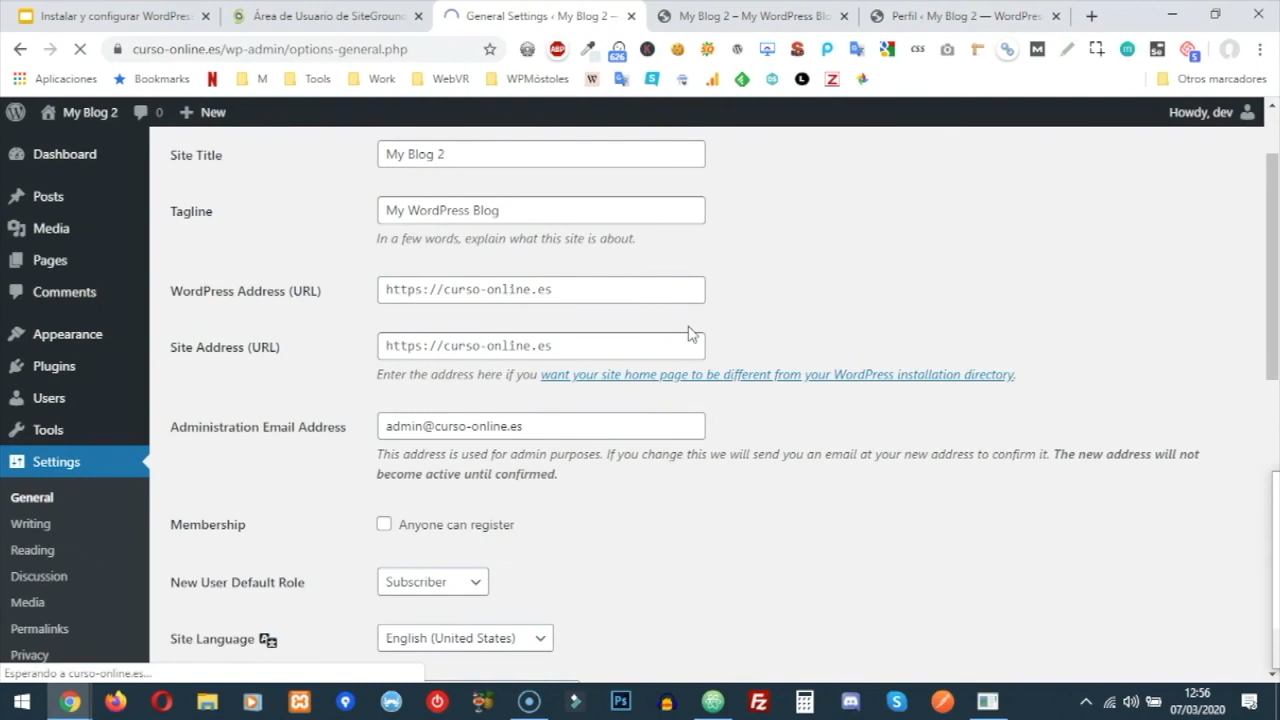 Instalar y configurar WordPres
Área de Usuario de SiteGround
General Settings ‹ My Blog 2 —
My Blog 2 – My WordPress Blo
Perfil ‹ My Blog 2 — WordPres
curso-online.es/wp-admin/options-general.php
ABP
626
CSS
5
Aplicaciones
Bookmarks
M
Tools
Work
WebVR
WPMóstoles
Otros marcadores
My Blog 2
0
New
Howdy, dev
Dashboard
Posts
Media
Pages
Comments
Appearance
Plugins
Users
Tools
Settings
General
Writing
Reading
Discussion
Media
Permalinks
Privacy
Site Title
My Blog 2
Tagline
My WordPress Blog
In a few words, explain what this site is about.
WordPress Address (URL)
https://curso-online.es
Site Address (URL)
https://curso-online.es
Enter the address here if you want your site home page to be different from your WordPress installation directory.
Administration Email Address
admin@curso-online.es
This address is used for admin purposes. If you change this we will send you an email at your new address to confirm it. The new address will not
become active until confirmed.
Membership
Anyone can register
New User Default Role
Subscriber
Site Language
English (United States)
Esperando a curso-online.es...
12:56
07/03/2020